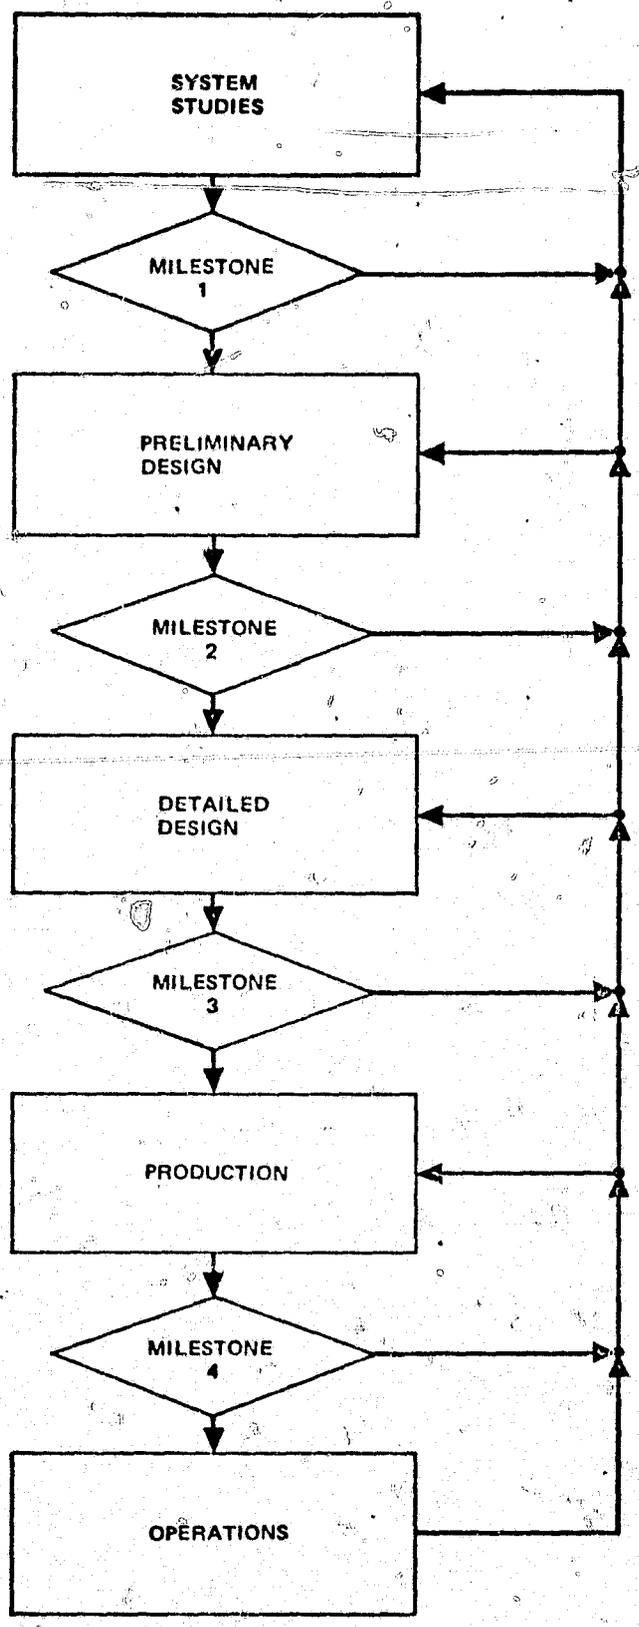 SYSTEM
STUDIES
MILESTONE
1
PRELIMINARY
DESIGN
MILESTONE
2
DETAILED
DESIGN
MILESTONE
3
PRODUCTION
MILESTONE
4
OPERATIONS